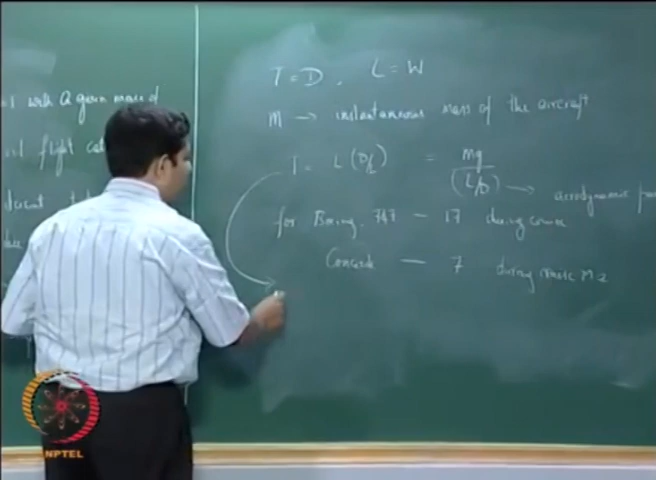 T = D , L = W
with a given mass of
M → instantaneous mass of the aircraft
flight
T = L (D/L) = Mg / (L/D) → aerodynamic
for Boeing 747 – 17 during cruise
Concorde — 7 during M 2
NPTEL